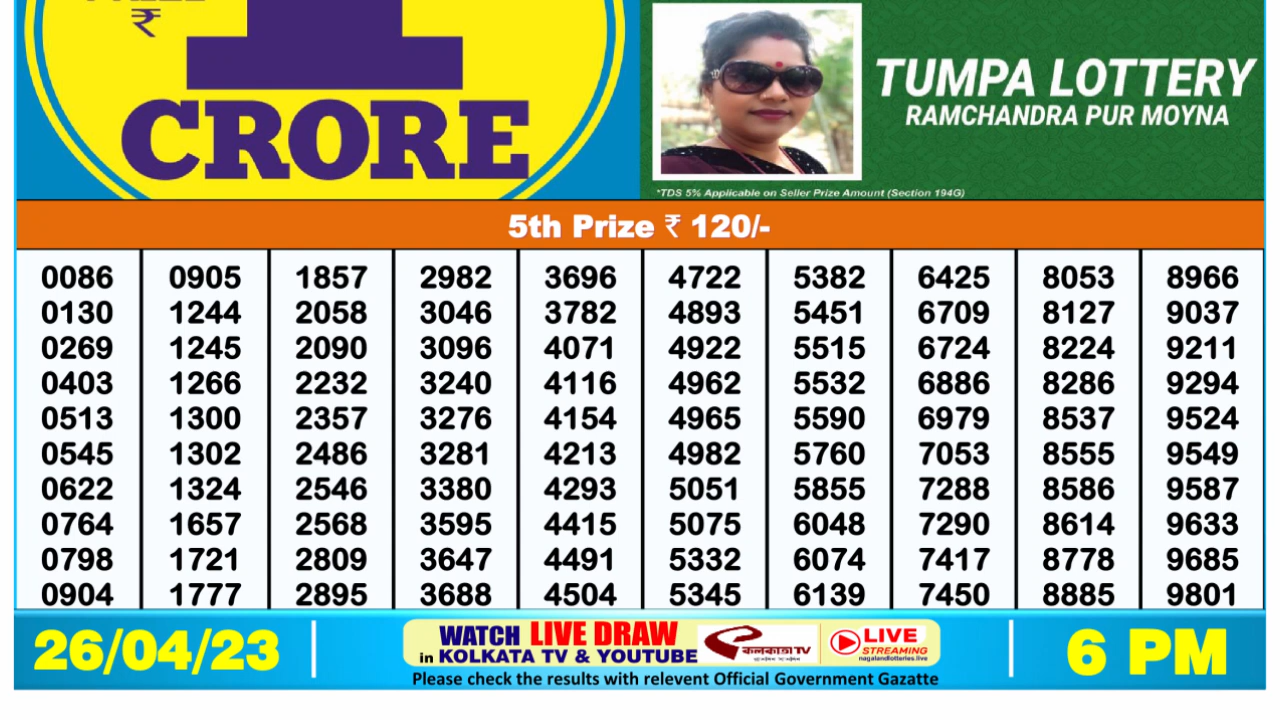 ₹
1
CRORE
TUMPA LOTTERY
RAMCHANDRA PUR MOYNA
*TDS 5% Applicable on Seller Prize Amount (Section 194G)
5th Prize ₹ 120/-
0086 0905 1857 2982 3696 4722 5382 6425 8053 8966
0130 1244 2058 3046 3782 4893 5451 6709 8127 9037
0269 1245 2090 3096 4071 4922 5515 6724 8224 9211
0403 1266 2232 3240 4116 4962 5532 6886 8286 9294
0513 1300 2357 3276 4154 4965 5590 6979 8537 9524
0545 1302 2486 3281 4213 4982 5760 7053 8555 9549
0622 1324 2546 3380 4293 5051 5855 7288 8586 9587
0764 1657 2568 3595 4415 5075 6048 7290 8614 9633
0798 1721 2809 3647 4491 5332 6074 7417 8778 9685
0904 1777 2895 3688 4504 5345 6139 7450 8885 9801
26/04/23
WATCH LIVE DRAW
in KOLKATA TV & YOUTUBE
কলকাতা TV
LIVE
STREAMING
nagalandlotteries.live
Please check the results with relevent Official Government Gazatte
6 PM